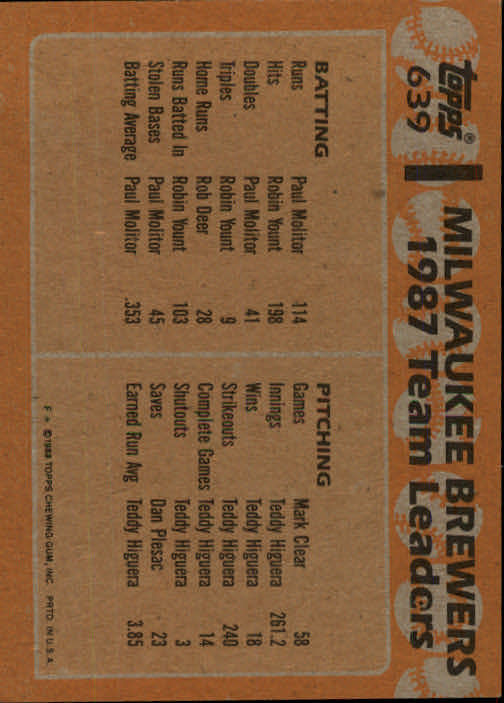 topps®
639
MILWAUKEE BREWERS
1987 Team Leaders
BATTING
Runs Paul Molitor 114
Hits Robin Yount 198
Doubles Paul Molitor 41
Triples Robin Yount 9
Home Runs Rob Deer 28
Runs Batted In Robin Yount 103
Stolen Bases Paul Molitor 45
Batting Average Paul Molitor .353
PITCHING
Games Mark Clear 58
Innings Teddy Higuera 261.2
Wins Teddy Higuera 18
Strikeouts Teddy Higuera 240
Complete Games Teddy Higuera 14
Shutouts Teddy Higuera 3
Saves Dan Plesac 23
Earned Run Avg Teddy Higuera 3.85
F * ©1988 TOPPS CHEWING GUM, INC. PRTD. IN U.S.A.